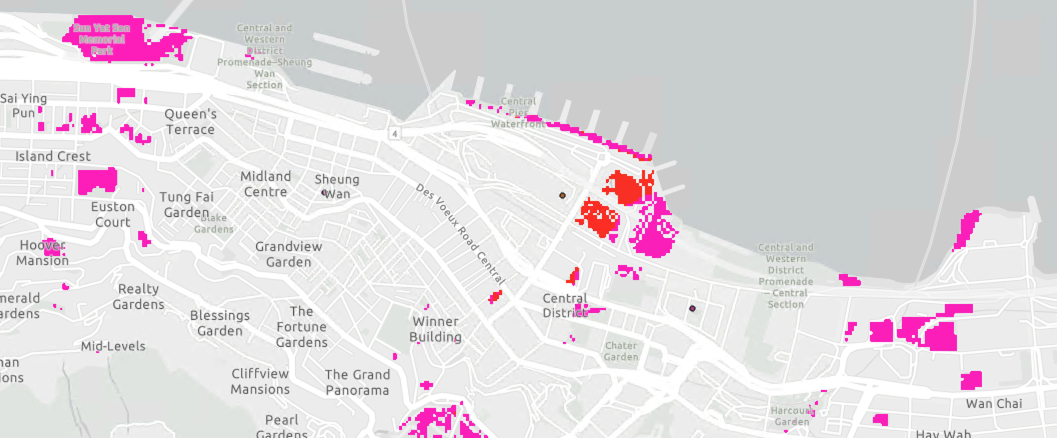 Sun Yat Sen
Memorial
Park
Central and
Western
District
Promenade-Sheung
Wan
Section
Sai Ying
Pun
Queen's
Terrace
Central
Pier
Waterfront
4
Island Crest
Midland
Centre
Sheung
Wan
Tung Fai
Garden
Euston
Court
Blake
Gardens
Des Voeux Road Central
Hoover
Mansion
Grandview
Garden
Central and
Western
District
Promenade
- Central
Section
Realty
Gardens
merald
ardens
Blessings
Garden
The
Fortune
Gardens
Winner
Building
Central
District
Chater
Garden
Mid-Levels
man
ions
Cliffview
Mansions
The Grand
Panorama
Pearl
Gardens
Harcourt
Garden
Wan Chai
Hay Wah